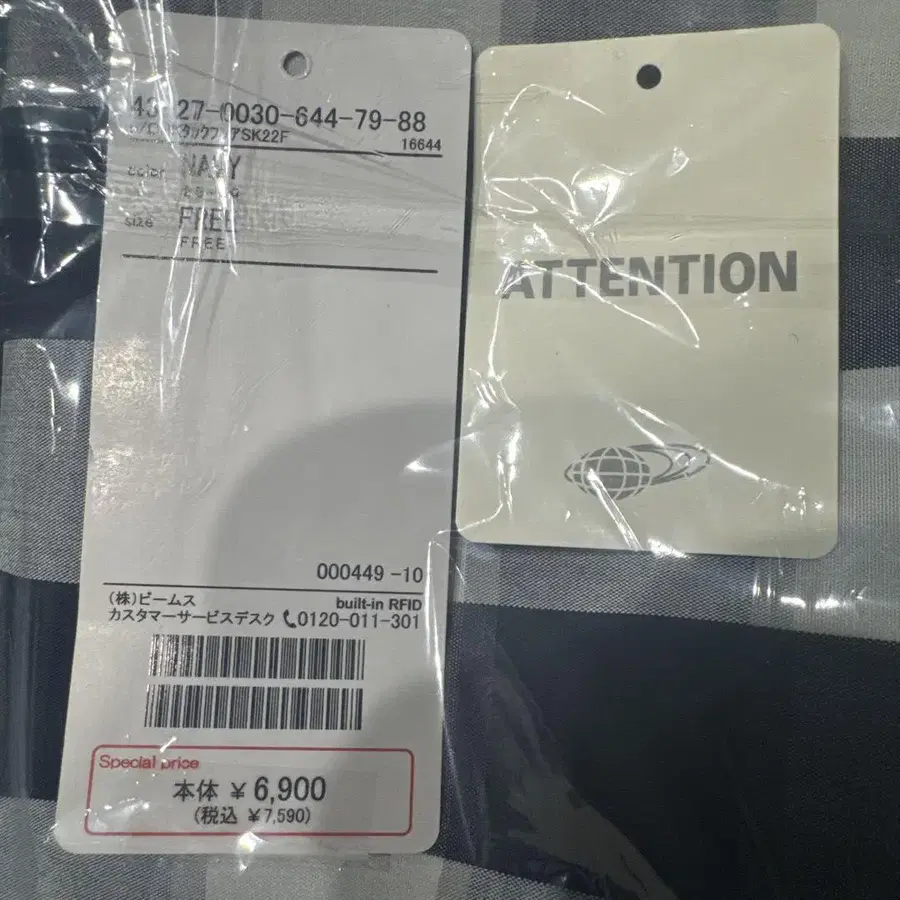 43-27-0030-644-79-88
SK22F
16644
color NAVY
size FREE
FREE
000449 -10
(株)ビームス
built-in RFID
カスタマーサービスデスク 0120-011-301
Special price
本体 ¥ 6,900
(税込 ¥7,590)
ATTENTION